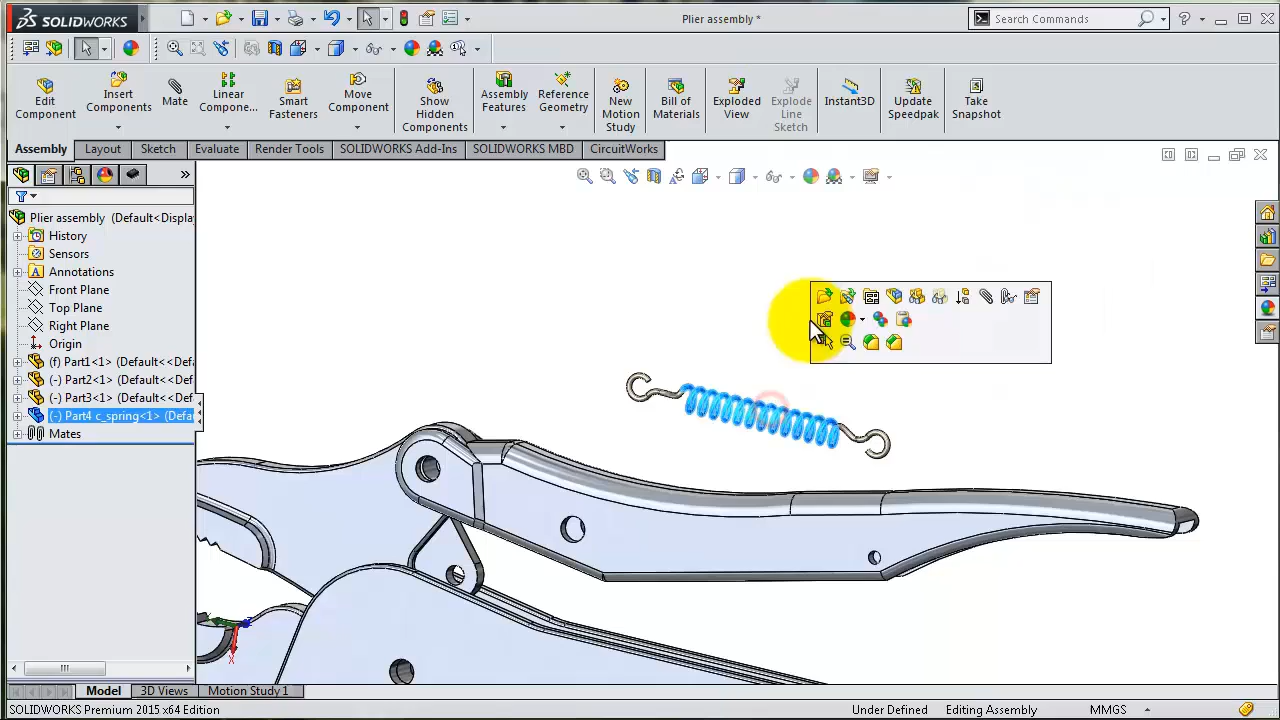 SOLIDWORKS
Plier assembly *
Search Commands
?
Edit Component
Insert Components
Mate
Linear Compone...
Smart Fasteners
Move Component
Show Hidden Components
Assembly Features
Reference Geometry
New Motion Study
Bill of Materials
Exploded View
Explode Line Sketch
Instant3D
Update Speedpak
Take Snapshot
Assembly
Layout
Sketch
Evaluate
Render Tools
SOLIDWORKS Add-Ins
SOLIDWORKS MBD
CircuitWorks
Plier assembly (Default<Displa
History
Sensors
A Annotations
Front Plane
Top Plane
Right Plane
Origin
(f) Part1<1> (Default<<Def
(-) Part2<1> (Default<<Def
(-) Part3<1> (Default<<Def
(-) Part4 c_spring<1> (Defau
Mates
X
Model
3D Views
Motion Study 1
SOLIDWORKS Premium 2015 x64 Edition
Under Defined
Editing Assembly
MMGS